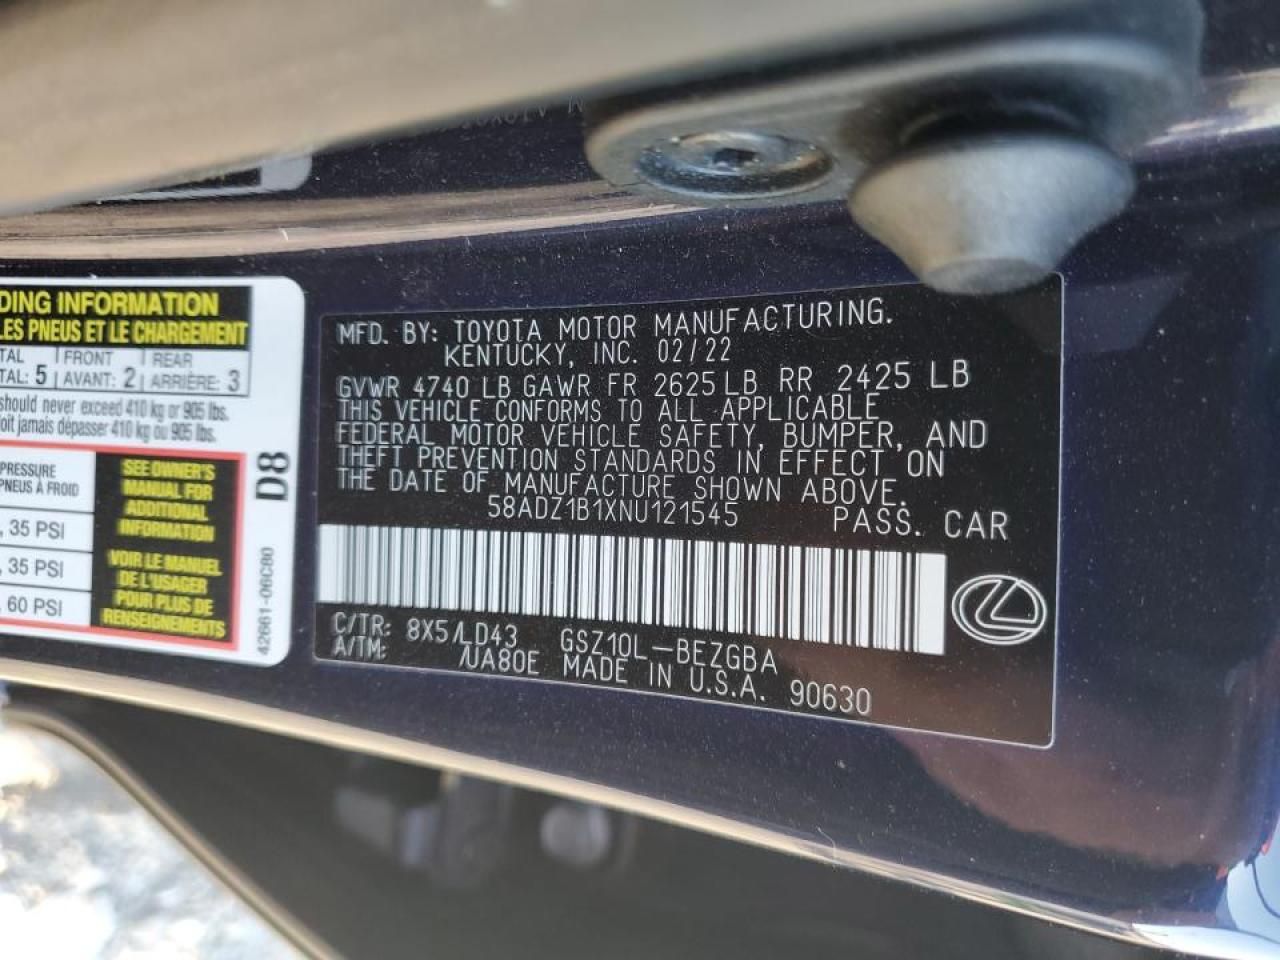 DING INFORMATION
LES PNEUS ET LE CHARGEMENT
TAL FRONT REAR
TAL: 5 AVANT: 2 ARRIÈRE: 3
should never exceed 410 kg or 905 lbs.
oit jamais dépasser 410 kg ou 905 lbs.
PRESSURE
PNEUS À FROID
, 35 PSI
, 35 PSI
, 60 PSI
SEE OWNER'S
MANUAL FOR
ADDITIONAL
INFORMATION
VOIR LE MANUEL
DE L'USAGER
POUR PLUS DE
RENSEIGNEMENTS
D8
42661-06C80
MFD. BY: TOYOTA MOTOR MANUFACTURING.
KENTUCKY, INC. 02/22
GVWR 4740 LB GAWR FR 2625 LB RR 2425 LB
THIS VEHICLE CONFORMS TO ALL APPLICABLE
FEDERAL MOTOR VEHICLE SAFETY, BUMPER, AND
THEFT PREVENTION STANDARDS IN EFFECT ON
THE DATE OF MANUFACTURE SHOWN ABOVE.
58ADZ1B1XNU121545 PASS. CAR
C/TR: 8X5/LD43 GSZ10L-BEZGBA
A/TM: /UA80E MADE IN U.S.A. 90630